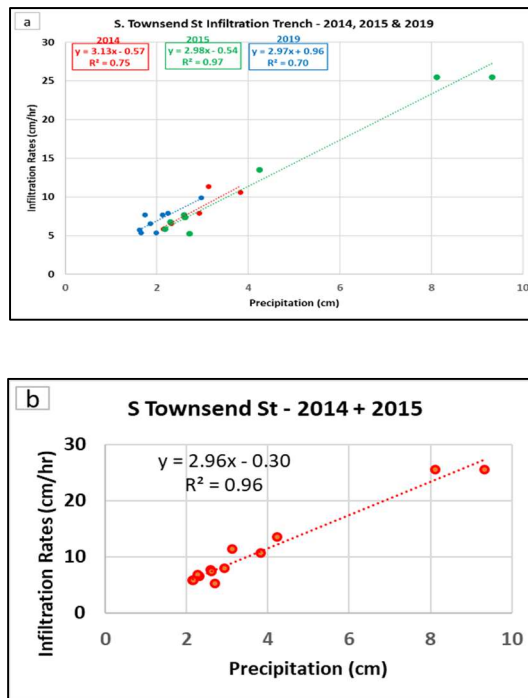 a
S. Townsend St Infiltration Trench - 2014, 2015 & 2019
30
25
20
15
10
5
0
Infiltration Rates (cm/hr)
2014
y = 3.13x - 0.57
R² = 0.75
2015
y = 2.98x - 0.54
R² = 0.97
2019
y = 2.97x + 0.96
R² = 0.70
0 2 4 6 8 10
Precipitation (cm)
b
S Townsend St - 2014 + 2015
30
20
10
0
Infiltration Rates (cm/hr)
y = 2.96x - 0.30
R² = 0.96
0 2 4 6 8 10
Precipitation (cm)